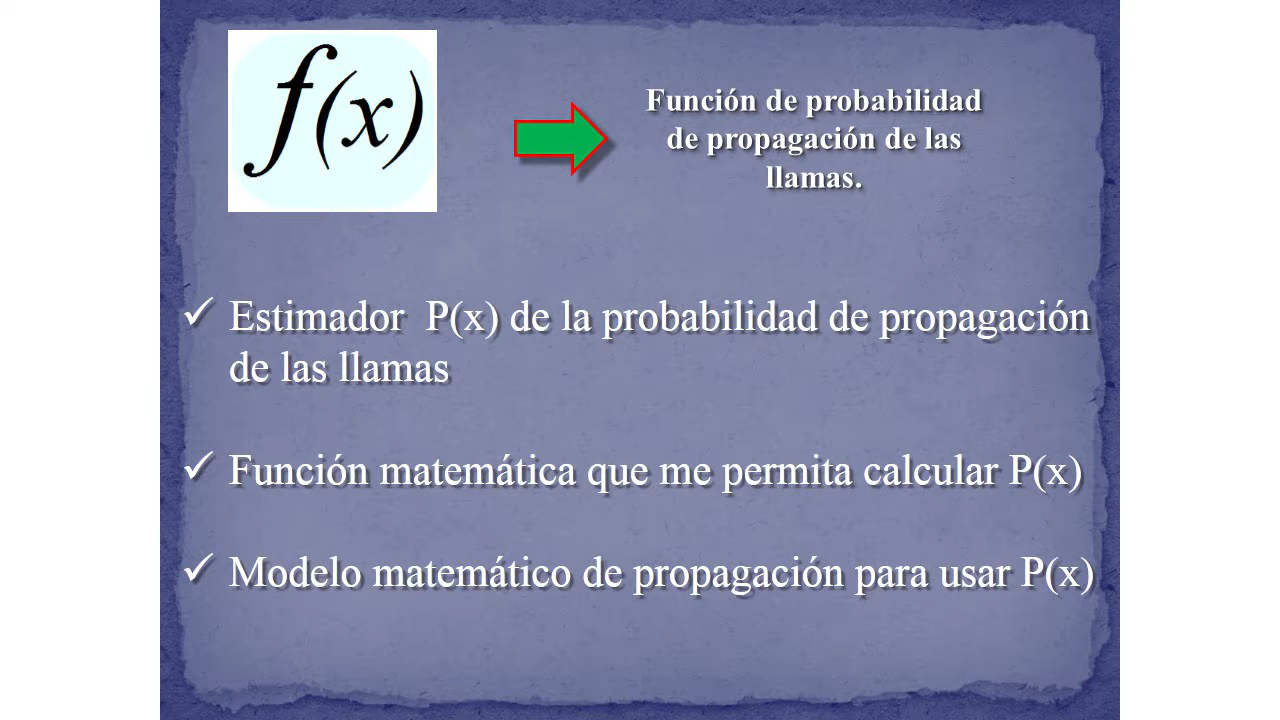 f(x)
Función de probabilidad
de propagación de las
llamas.
✓ Estimador P(x) de la probabilidad de propagación
de las llamas
✓ Función matemática que me permita calcular P(x)
✓ Modelo matemático de propagación para usar P(x)